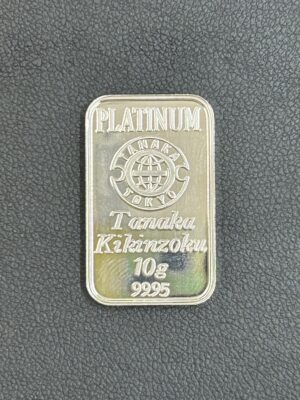 PLATINUM
TANAKA
TOKYO
Tanaka
Kikinzoku
10g
9995